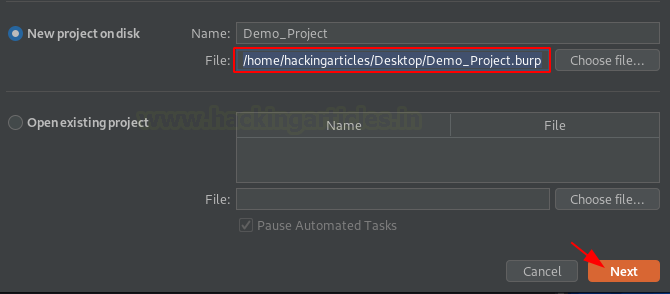 New project on disk
Name: Demo_Project
File: /home/hackingarticles/Desktop/Demo_Project.burp Choose file...
Open existing project
www.hackingarticles.in
Name File
File: Choose file...
Pause Automated Tasks
Cancel Next